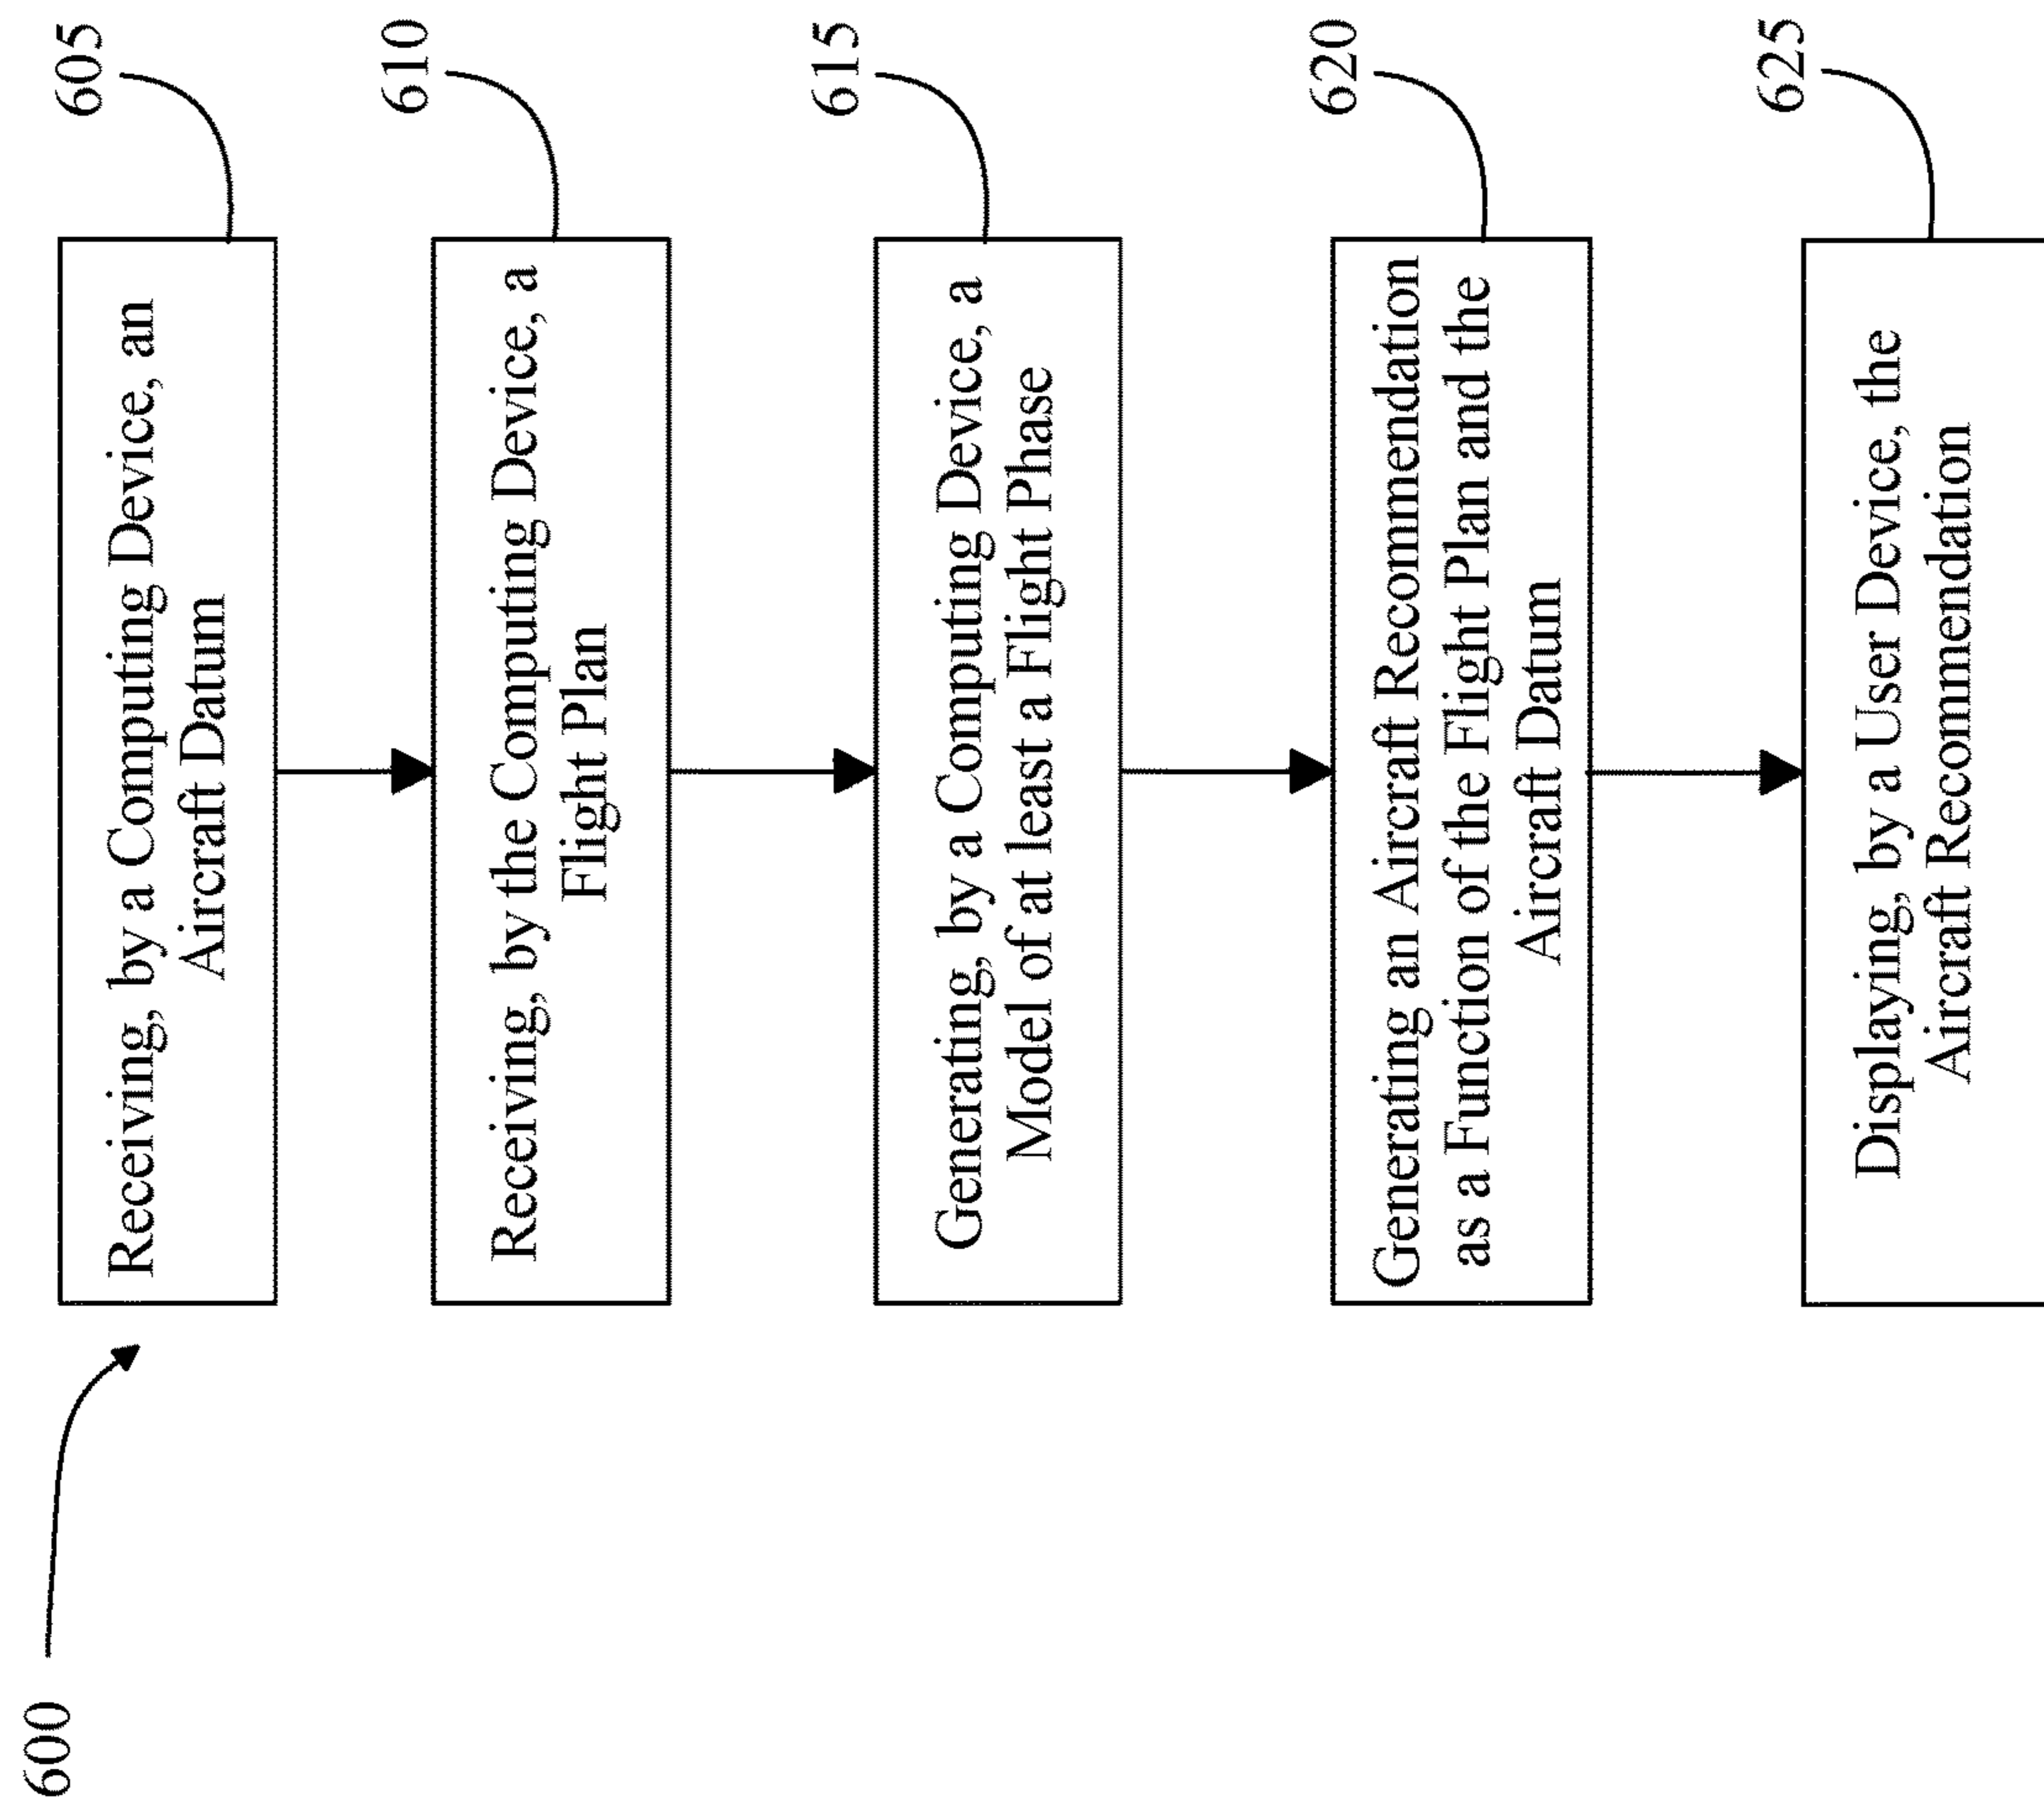 600
605
Receiving, by a Computing Device, an
Aircraft Datum
610
Receiving, by the Computing Device, a
Flight Plan
615
Generating, by a Computing Device, a
Model of at least a Flight Phase
620
Generating an Aircraft Recommendation
as a Function of the Flight Plan and the
Aircraft Datum
625
Displaying, by a User Device, the
Aircraft Recommendation